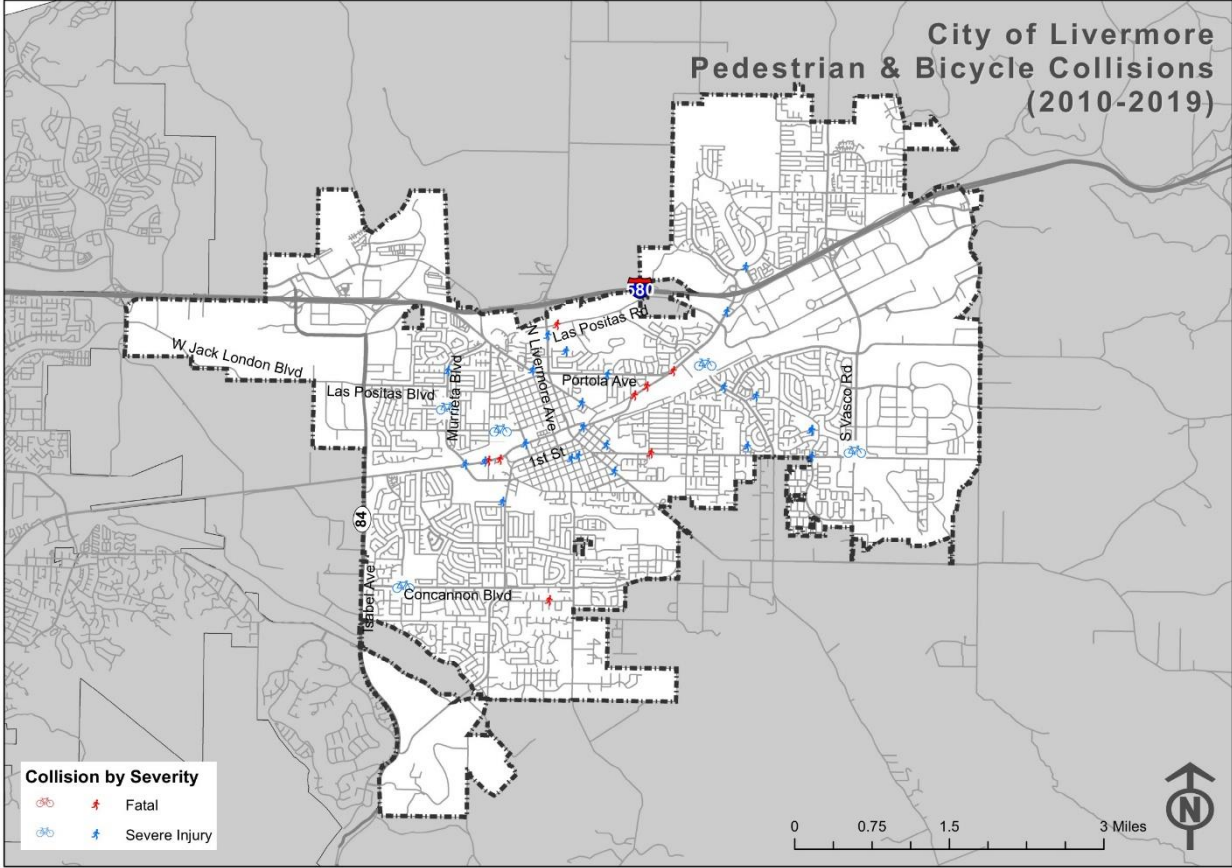 City of Livermore
Pedestrian & Bicycle Collisions
(2010-2019)
580
Las Positas Rd
N Livermore Ave
W Jack London Blvd
Portola Ave
Las Positas Blvd
Murrieta Blvd
S Vasco Rd
1st St
84
Isabel Ave
Concannon Blvd
Collision by Severity
Fatal
Severe Injury
0 0.75 1.5 3 Miles
N